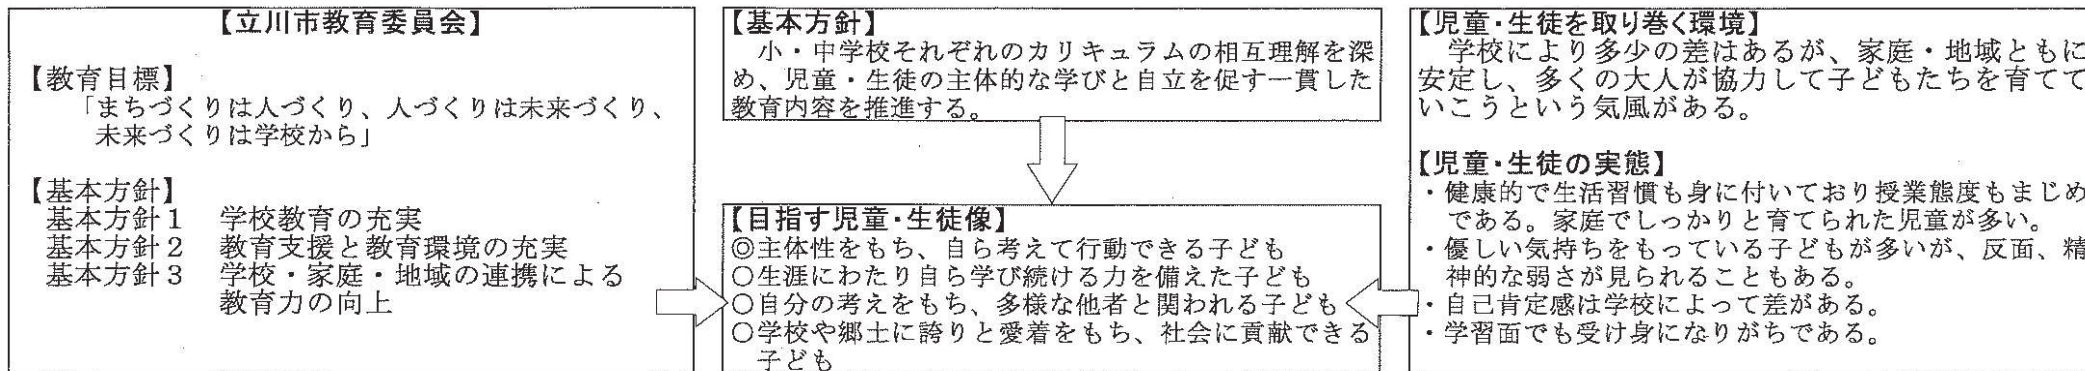 【立川市教育委員会】
【教育目標】
「まちづくりは人づくり、人づくりは未来づくり、
未来づくりは学校から」
【基本方針】
基本方針1　学校教育の充実
基本方針2　教育支援と教育環境の充実
基本方針3　学校・家庭・地域の連携による
教育力の向上
【基本方針】
小・中学校それぞれのカリキュラムの相互理解を深
め、児童・生徒の主体的な学びと自立を促す一貫した
教育内容を推進する。
【目指す児童・生徒像】
◎主体性をもち、自ら考えて行動できる子ども
○生涯にわたり自ら学び続ける力を備えた子ども
○自分の考えをもち、多様な他者と関われる子ども
○学校や郷土に誇りと愛着をもち、社会に貢献できる
子ども
【児童・生徒を取り巻く環境】
学校により多少の差はあるが、家庭・地域ともに
安定し、多くの大人が協力して子どもたちを育てて
いこうという気風がある。
【児童・生徒の実態】
・健康的で生活習慣も身に付いており授業態度もまじめ
である。家庭でしっかりと育てられた児童が多い。
・優しい気持ちをもっている子どもが多いが、反面、精
神的な弱さが見られることもある。
・自己肯定感は学校によって差がある。
・学習面でも受け身になりがちである。